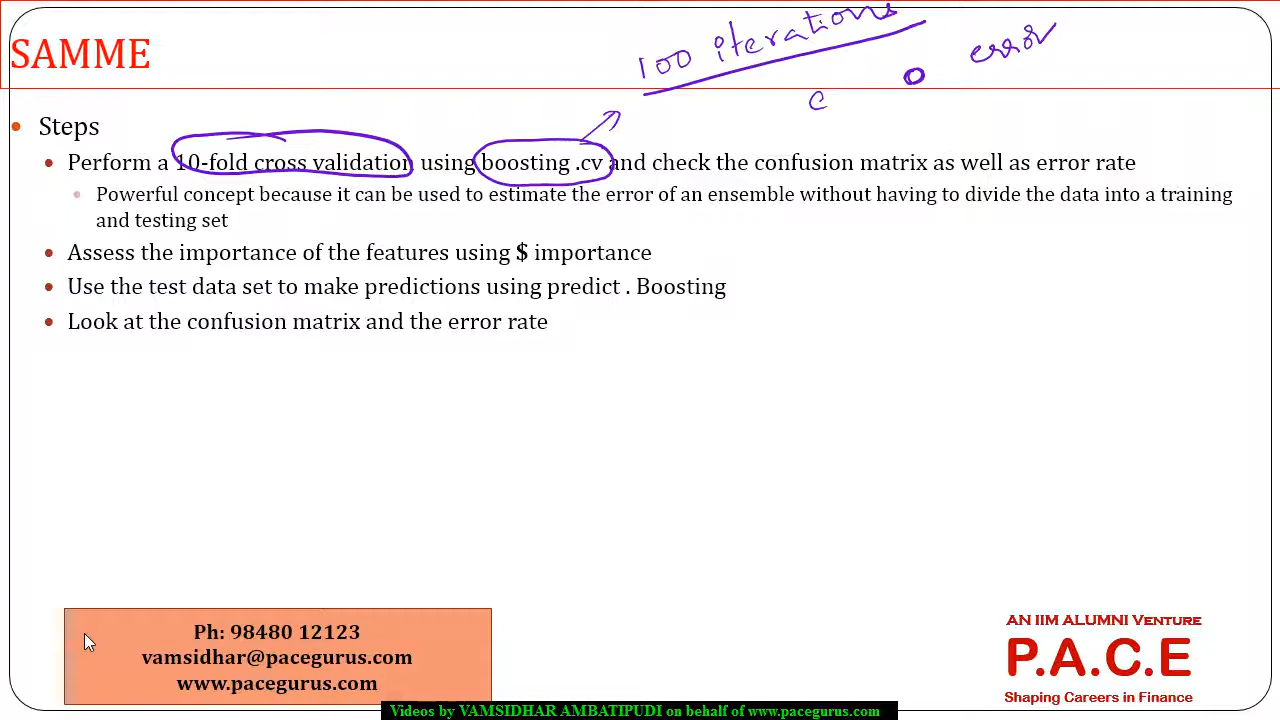 SAMME
100 iterations
e 0 error
Steps
Perform a 10-fold cross validation using boosting .cv and check the confusion matrix as well as error rate
Powerful concept because it can be used to estimate the error of an ensemble without having to divide the data into a training
and testing set
Assess the importance of the features using $ importance
Use the test data set to make predictions using predict . Boosting
Look at the confusion matrix and the error rate
Ph: 98480 12123
vamsidhar@pacegurus.com
www.pacegurus.com
AN IIM ALUMNI VENTURE
P.A.C.E
Shaping Careers in Finance
Videos by VAMSIDHAR AMBATIPUDI on behalf of www.pacegurus.com